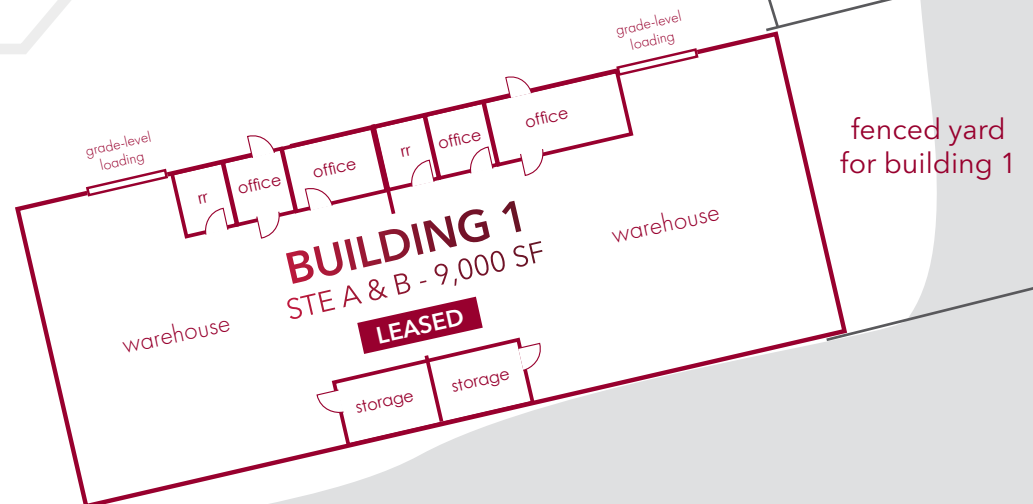 grade-level
loading
grade-level
loading
rr
office
office
rr
office
office
fenced yard
for building 1
BUILDING 1
STE A & B - 9,000 SF
LEASED
warehouse
warehouse
storage
storage